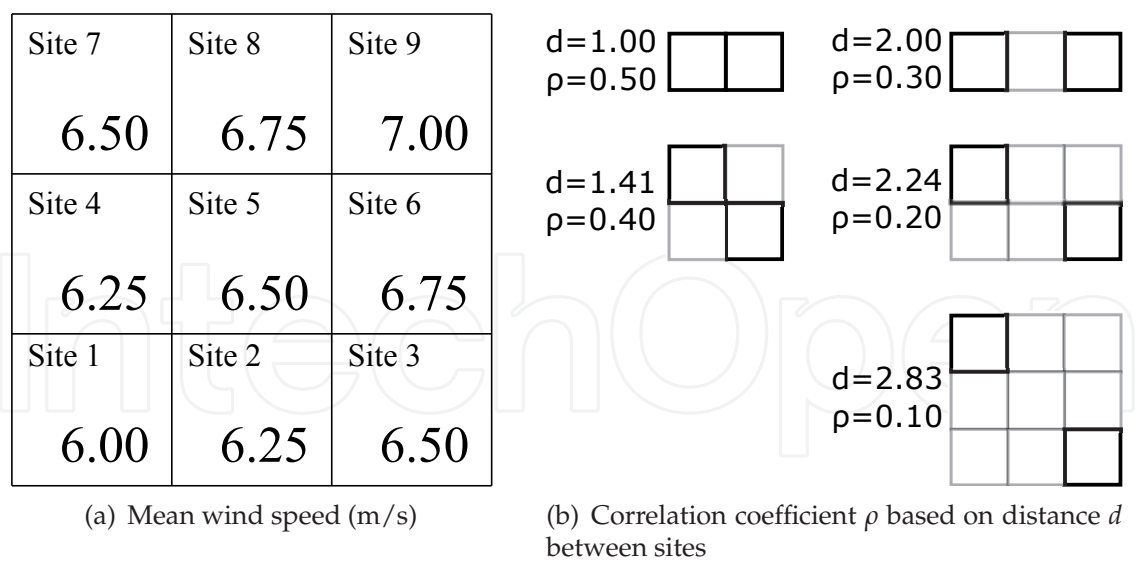 Site 7 Site 8 Site 9
6.50 6.75 7.00
Site 4 Site 5 Site 6
6.25 6.50 6.75
Site 1 Site 2 Site 3
6.00 6.25 6.50
(a) Mean wind speed (m/s)
d=1.00
ρ=0.50
d=2.00
ρ=0.30
d=1.41
ρ=0.40
d=2.24
ρ=0.20
d=2.83
ρ=0.10
(b) Correlation coefficient ρ based on distance d
between sites
IntechOpen